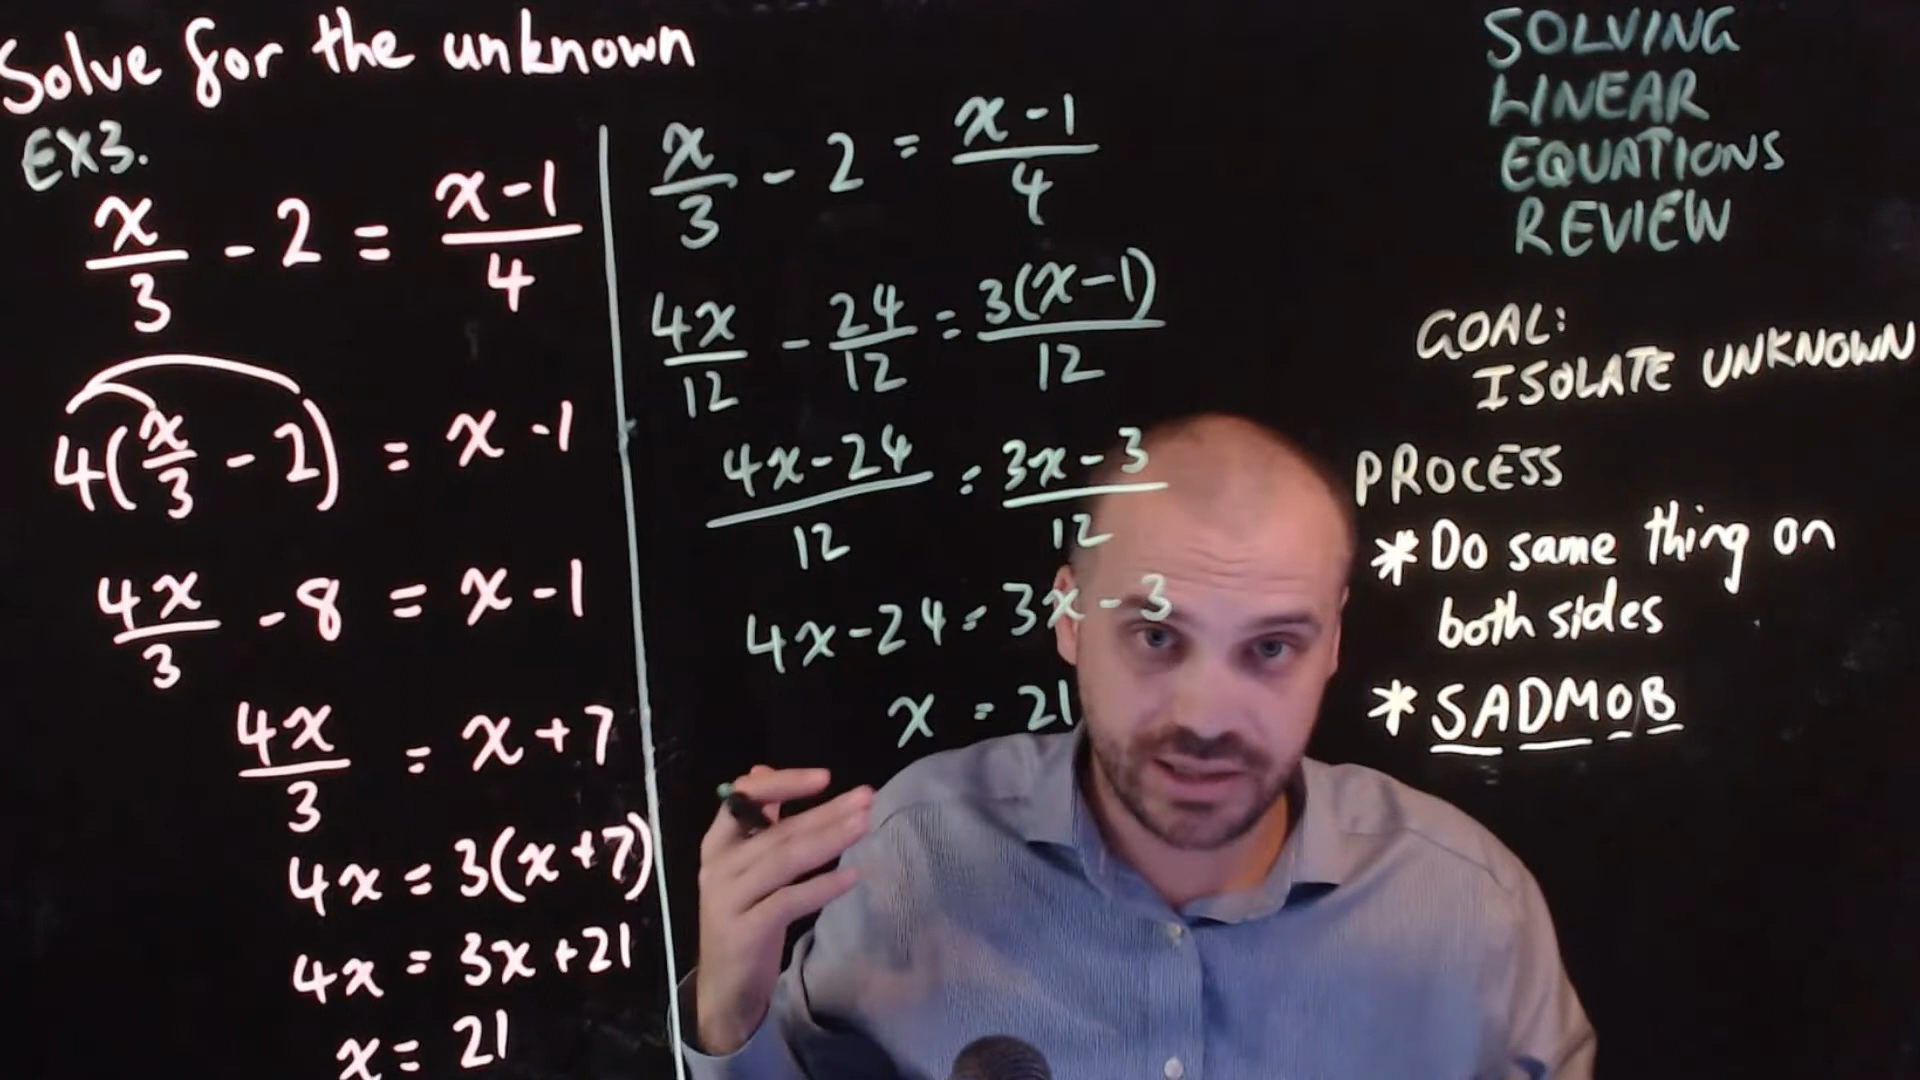 Solve for the unknown
EX3.
x/3 - 2 = (x-1)/4
4(x/3 - 2) = x - 1
4x/3 - 8 = x - 1
4x/3 = x + 7
4x = 3(x+7)
4x = 3x + 21
x = 21
x/3 - 2 = (x-1)/4
4x/12 - 24/12 = 3(x-1)/12
(4x-24)/12 = (3x-3)/12
4x-24 = 3x-3
x = 21
SOLVING
LINEAR
EQUATIONS
REVIEW
GOAL:
ISOLATE UNKNOWN
PROCESS
* Do same thing on
both sides
* SADMOB